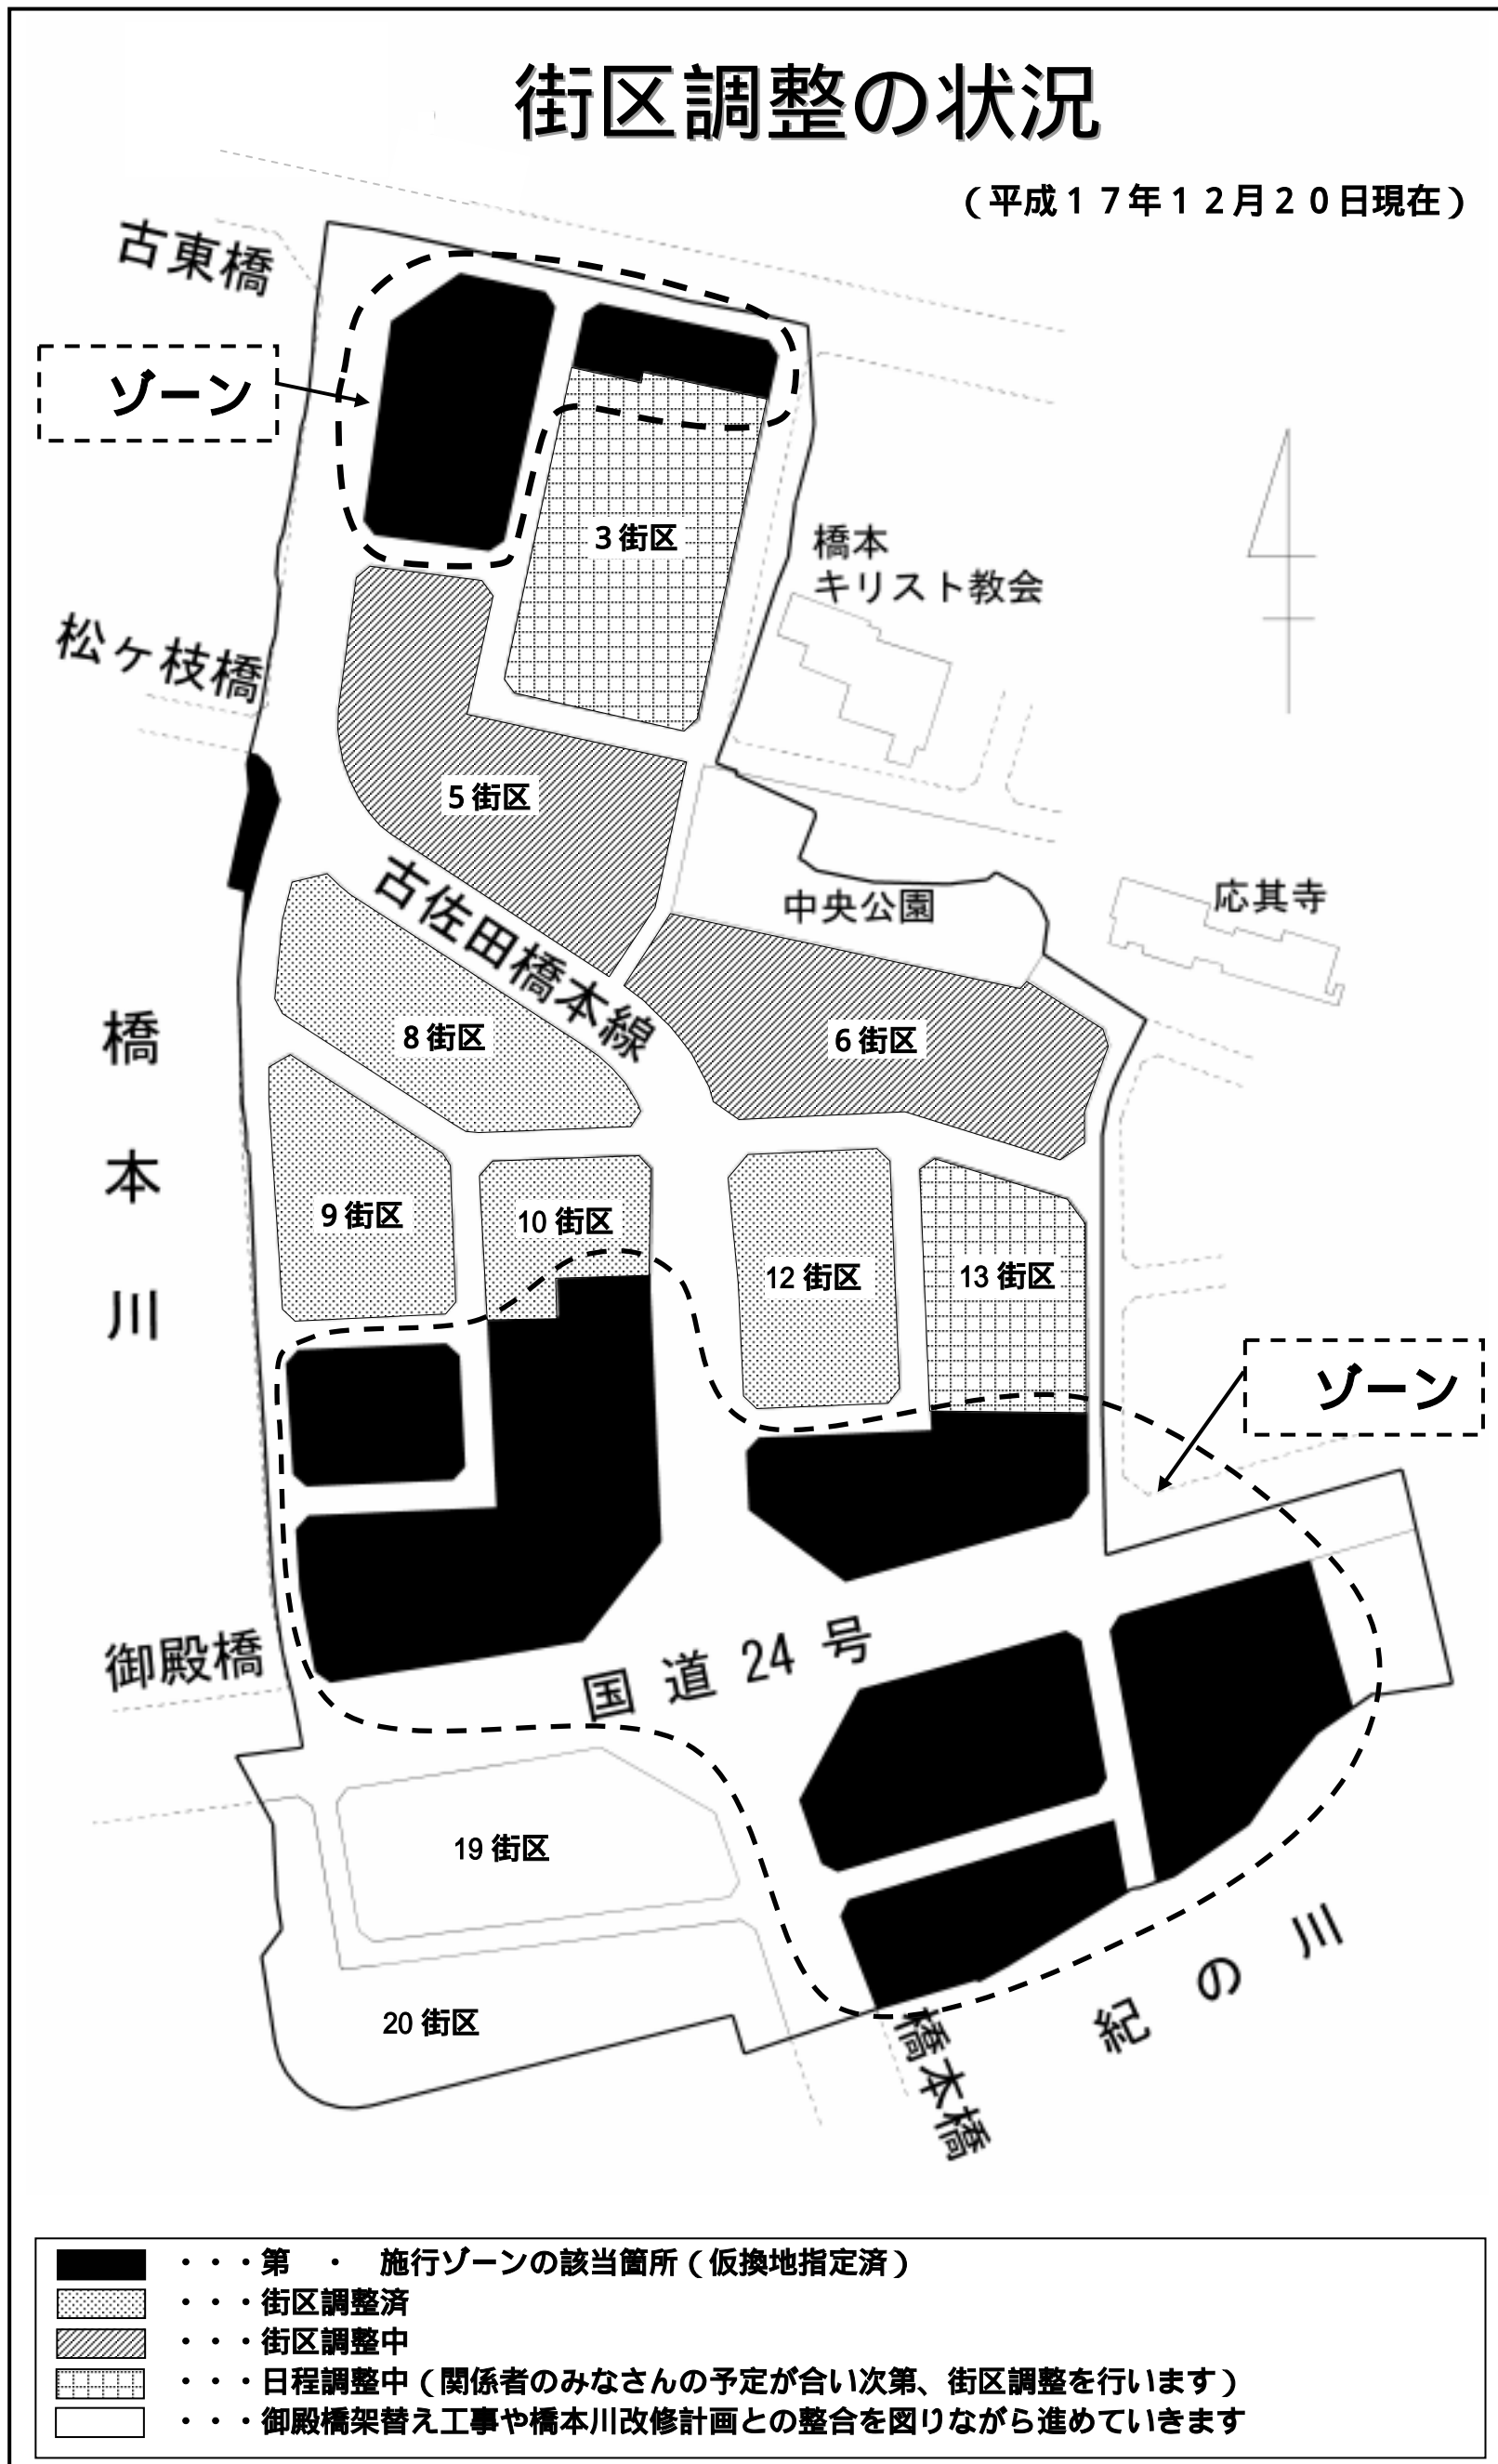 街区調整の状況
（平成１７年１２月２０日現在）
古東橋
ゾーン
3 街区
橋本
キリスト教会
松ヶ枝橋
5 街区
古佐田橋本線
中央公園
応其寺
8 街区
6 街区
橋本川
9 街区
10 街区
12 街区
13 街区
ゾーン
御殿橋
国道 24 号
19 街区
20 街区
紀の川
橋本橋
・・・第　・　施行ゾーンの該当箇所（仮換地指定済）
・・・街区調整済
・・・街区調整中
・・・日程調整中（関係者のみなさんの予定が合い次第、街区調整を行います）
・・・御殿橋架替え工事や橋本川改修計画との整合を図りながら進めていきます